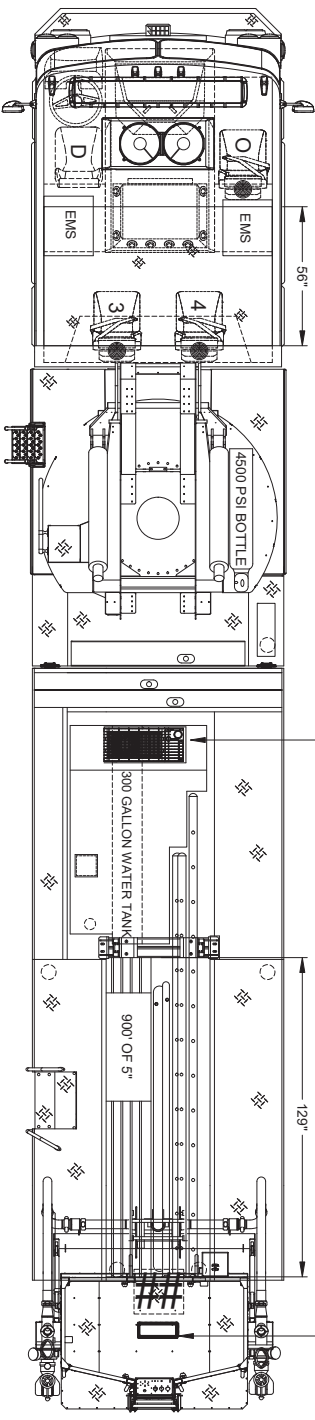 O
D
EMS
EMS
56"
4
3
4500 PSI BOTTLE
300 GALLON WATER TANK
900' OF 5"
129"